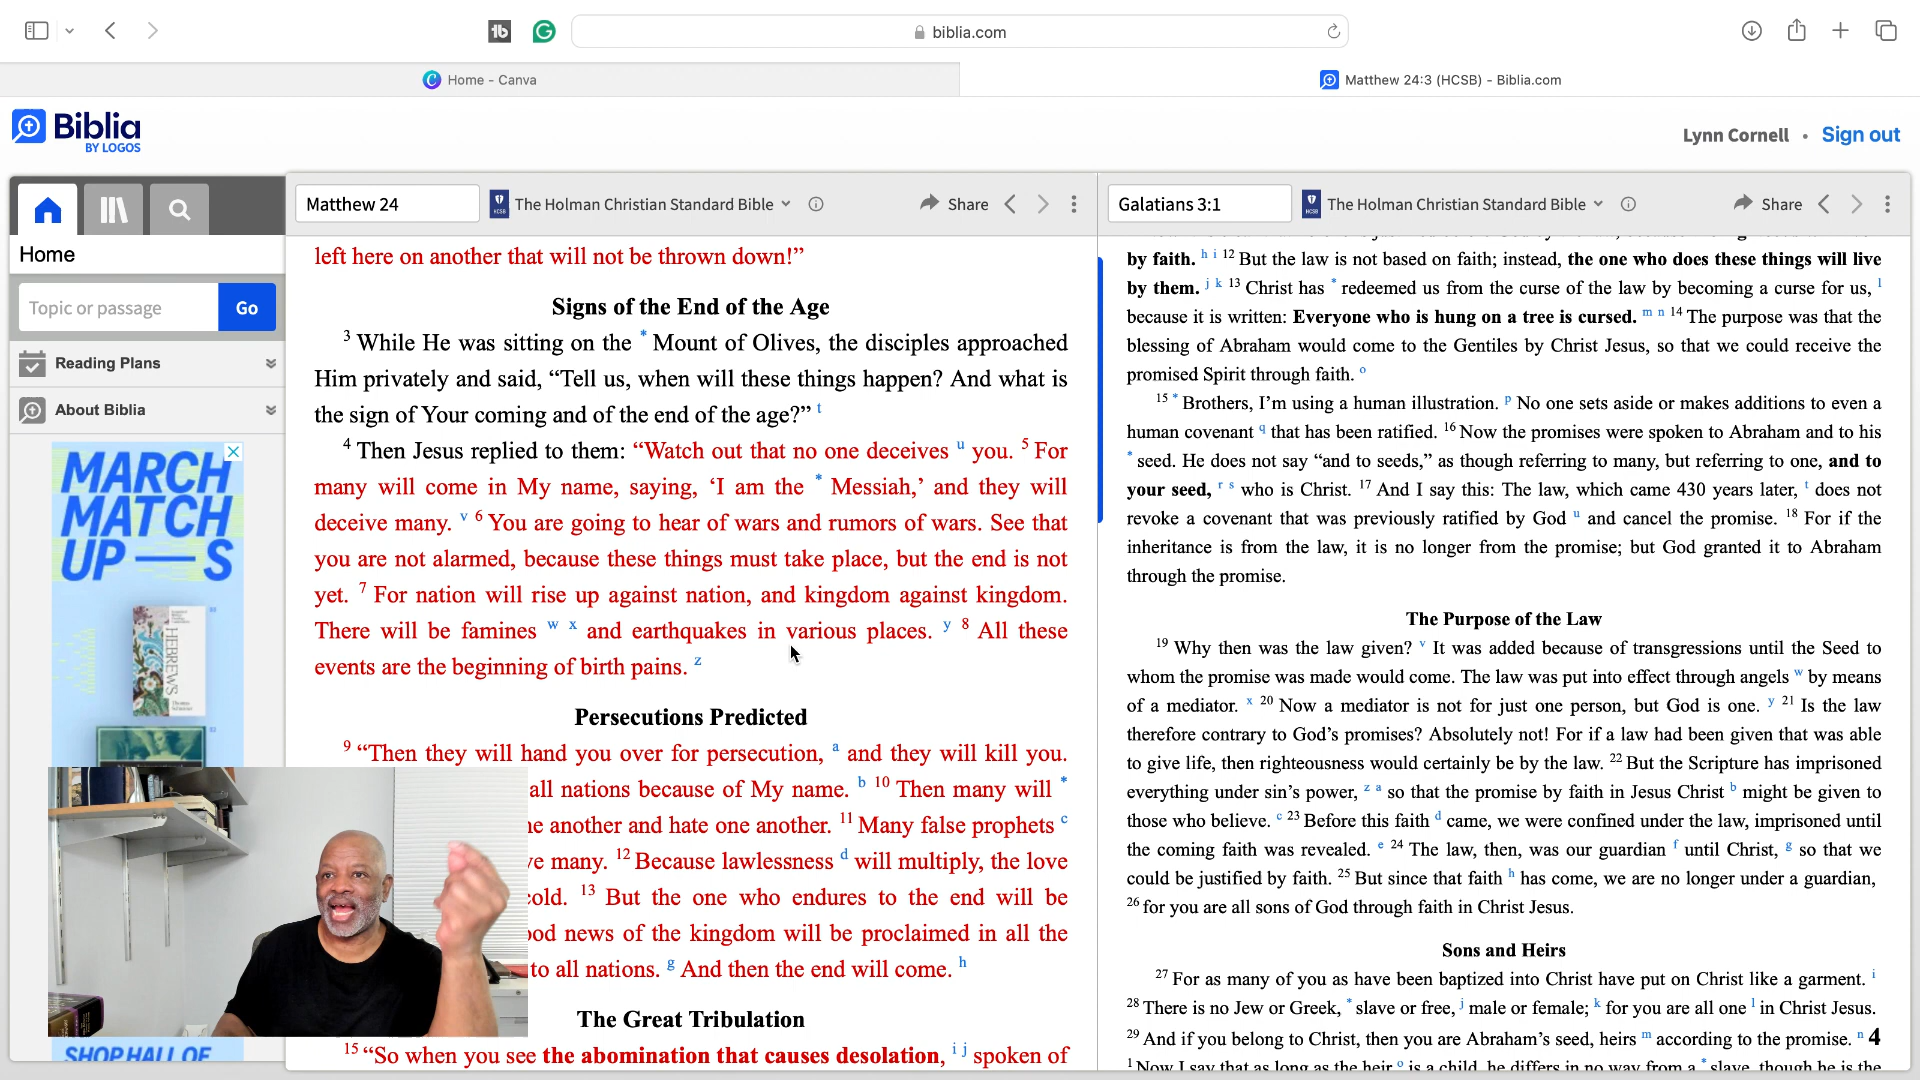 biblia.com
Home - Canva
Matthew 24:3 (HCSB) - Biblia.com
Biblia
BY LOGOS
Lynn Cornell • Sign out
Home
Topic or passage
Go
Reading Plans
About Biblia
MARCH
MATCH
UP — S
HEBREWS
SHOP HALL OF
Matthew 24
The Holman Christian Standard Bible
Share
left here on another that will not be thrown down!”
Signs of the End of the Age
3 While He was sitting on the * Mount of Olives, the disciples approached
Him privately and said, “Tell us, when will these things happen? And what is
the sign of Your coming and of the end of the age?” t
4 Then Jesus replied to them: “Watch out that no one deceives u you. 5 For
many will come in My name, saying, ‘I am the * Messiah,’ and they will
deceive many. v 6 You are going to hear of wars and rumors of wars. See that
you are not alarmed, because these things must take place, but the end is not
yet. 7 For nation will rise up against nation, and kingdom against kingdom.
There will be famines w x and earthquakes in various places. y 8 All these
events are the beginning of birth pains. z
Persecutions Predicted
9 “Then they will hand you over for persecution, a and they will kill you.
all nations because of My name. b 10 Then many will *
ne another and hate one another. 11 Many false prophets c
ve many. 12 Because lawlessness d will multiply, the love
cold. 13 But the one who endures to the end will be
ood news of the kingdom will be proclaimed in all the
to all nations. g And then the end will come. h
The Great Tribulation
15 “So when you see the abomination that causes desolation, i j spoken of
Galatians 3:1
The Holman Christian Standard Bible
Share
by faith. h i 12 But the law is not based on faith; instead, the one who does these things will live
by them. j k 13 Christ has * redeemed us from the curse of the law by becoming a curse for us, l
because it is written: Everyone who is hung on a tree is cursed. m n 14 The purpose was that the
blessing of Abraham would come to the Gentiles by Christ Jesus, so that we could receive the
promised Spirit through faith. o
15 * Brothers, I’m using a human illustration. p No one sets aside or makes additions to even a
human covenant q that has been ratified. 16 Now the promises were spoken to Abraham and to his
* seed. He does not say “and to seeds,” as though referring to many, but referring to one, and to
your seed, r s who is Christ. 17 And I say this: The law, which came 430 years later, t does not
revoke a covenant that was previously ratified by God u and cancel the promise. 18 For if the
inheritance is from the law, it is no longer from the promise; but God granted it to Abraham
through the promise.
The Purpose of the Law
19 Why then was the law given? v It was added because of transgressions until the Seed to
whom the promise was made would come. The law was put into effect through angels w by means
of a mediator. x 20 Now a mediator is not for just one person, but God is one. y 21 Is the law
therefore contrary to God’s promises? Absolutely not! For if a law had been given that was able
to give life, then righteousness would certainly be by the law. 22 But the Scripture has imprisoned
everything under sin’s power, z a so that the promise by faith in Jesus Christ b might be given to
those who believe. c 23 Before this faith d came, we were confined under the law, imprisoned until
the coming faith was revealed. e 24 The law, then, was our guardian f until Christ, g so that we
could be justified by faith. 25 But since that faith h has come, we are no longer under a guardian,
26 for you are all sons of God through faith in Christ Jesus.
Sons and Heirs
27 For as many of you as have been baptized into Christ have put on Christ like a garment. i
28 There is no Jew or Greek, * slave or free, j male or female; k for you are all one l in Christ Jesus.
29 And if you belong to Christ, then you are Abraham’s seed, heirs m according to the promise. n 4
1 Now I say that as long as the heir o is a child, he differs in no way from a * slave, though he is the